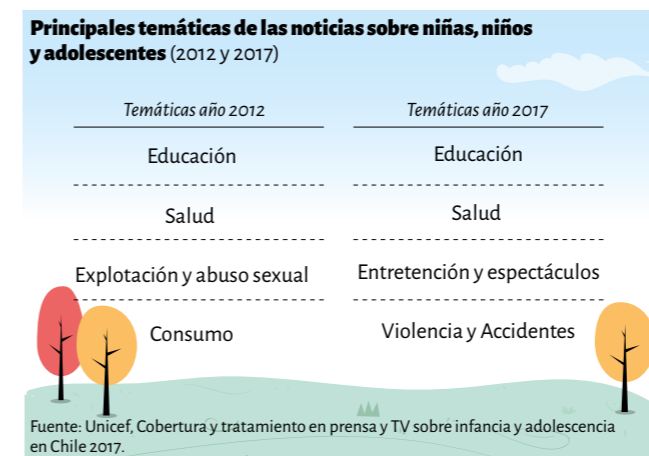 Principales temáticas de las noticias sobre niñas, niños
y adolescentes (2012 y 2017)
Temáticas año 2012
Temáticas año 2017
Educación
Educación
Salud
Salud
Explotación y abuso sexual
Entretención y espectáculos
Consumo
Violencia y Accidentes
Fuente: Unicef, Cobertura y tratamiento en prensa y TV sobre infancia y adolescencia
en Chile 2017.